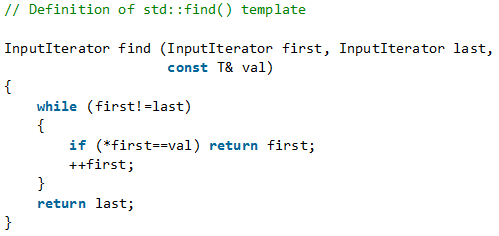 // Definition of std::find() template
InputIterator find (InputIterator first, InputIterator last,
const T& val)
{
while (first!=last)
{
if (*first==val) return first;
++first;
}
return last;
}